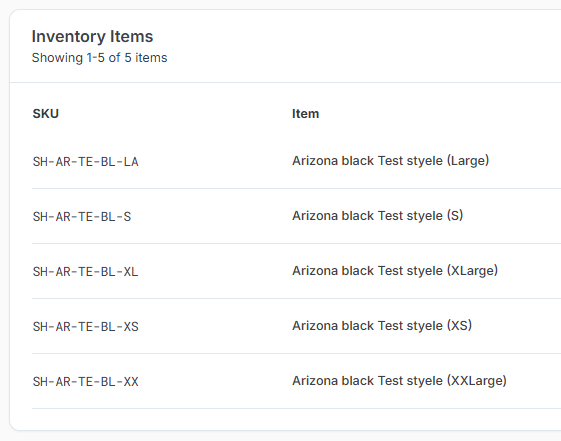 Inventory Items
Showing 1-5 of 5 items
SKU Item
SH-AR-TE-BL-LA Arizona black Test styele (Large)
SH-AR-TE-BL-S Arizona black Test styele (S)
SH-AR-TE-BL-XL Arizona black Test styele (XLarge)
SH-AR-TE-BL-XS Arizona black Test styele (XS)
SH-AR-TE-BL-XX Arizona black Test styele (XXLarge)